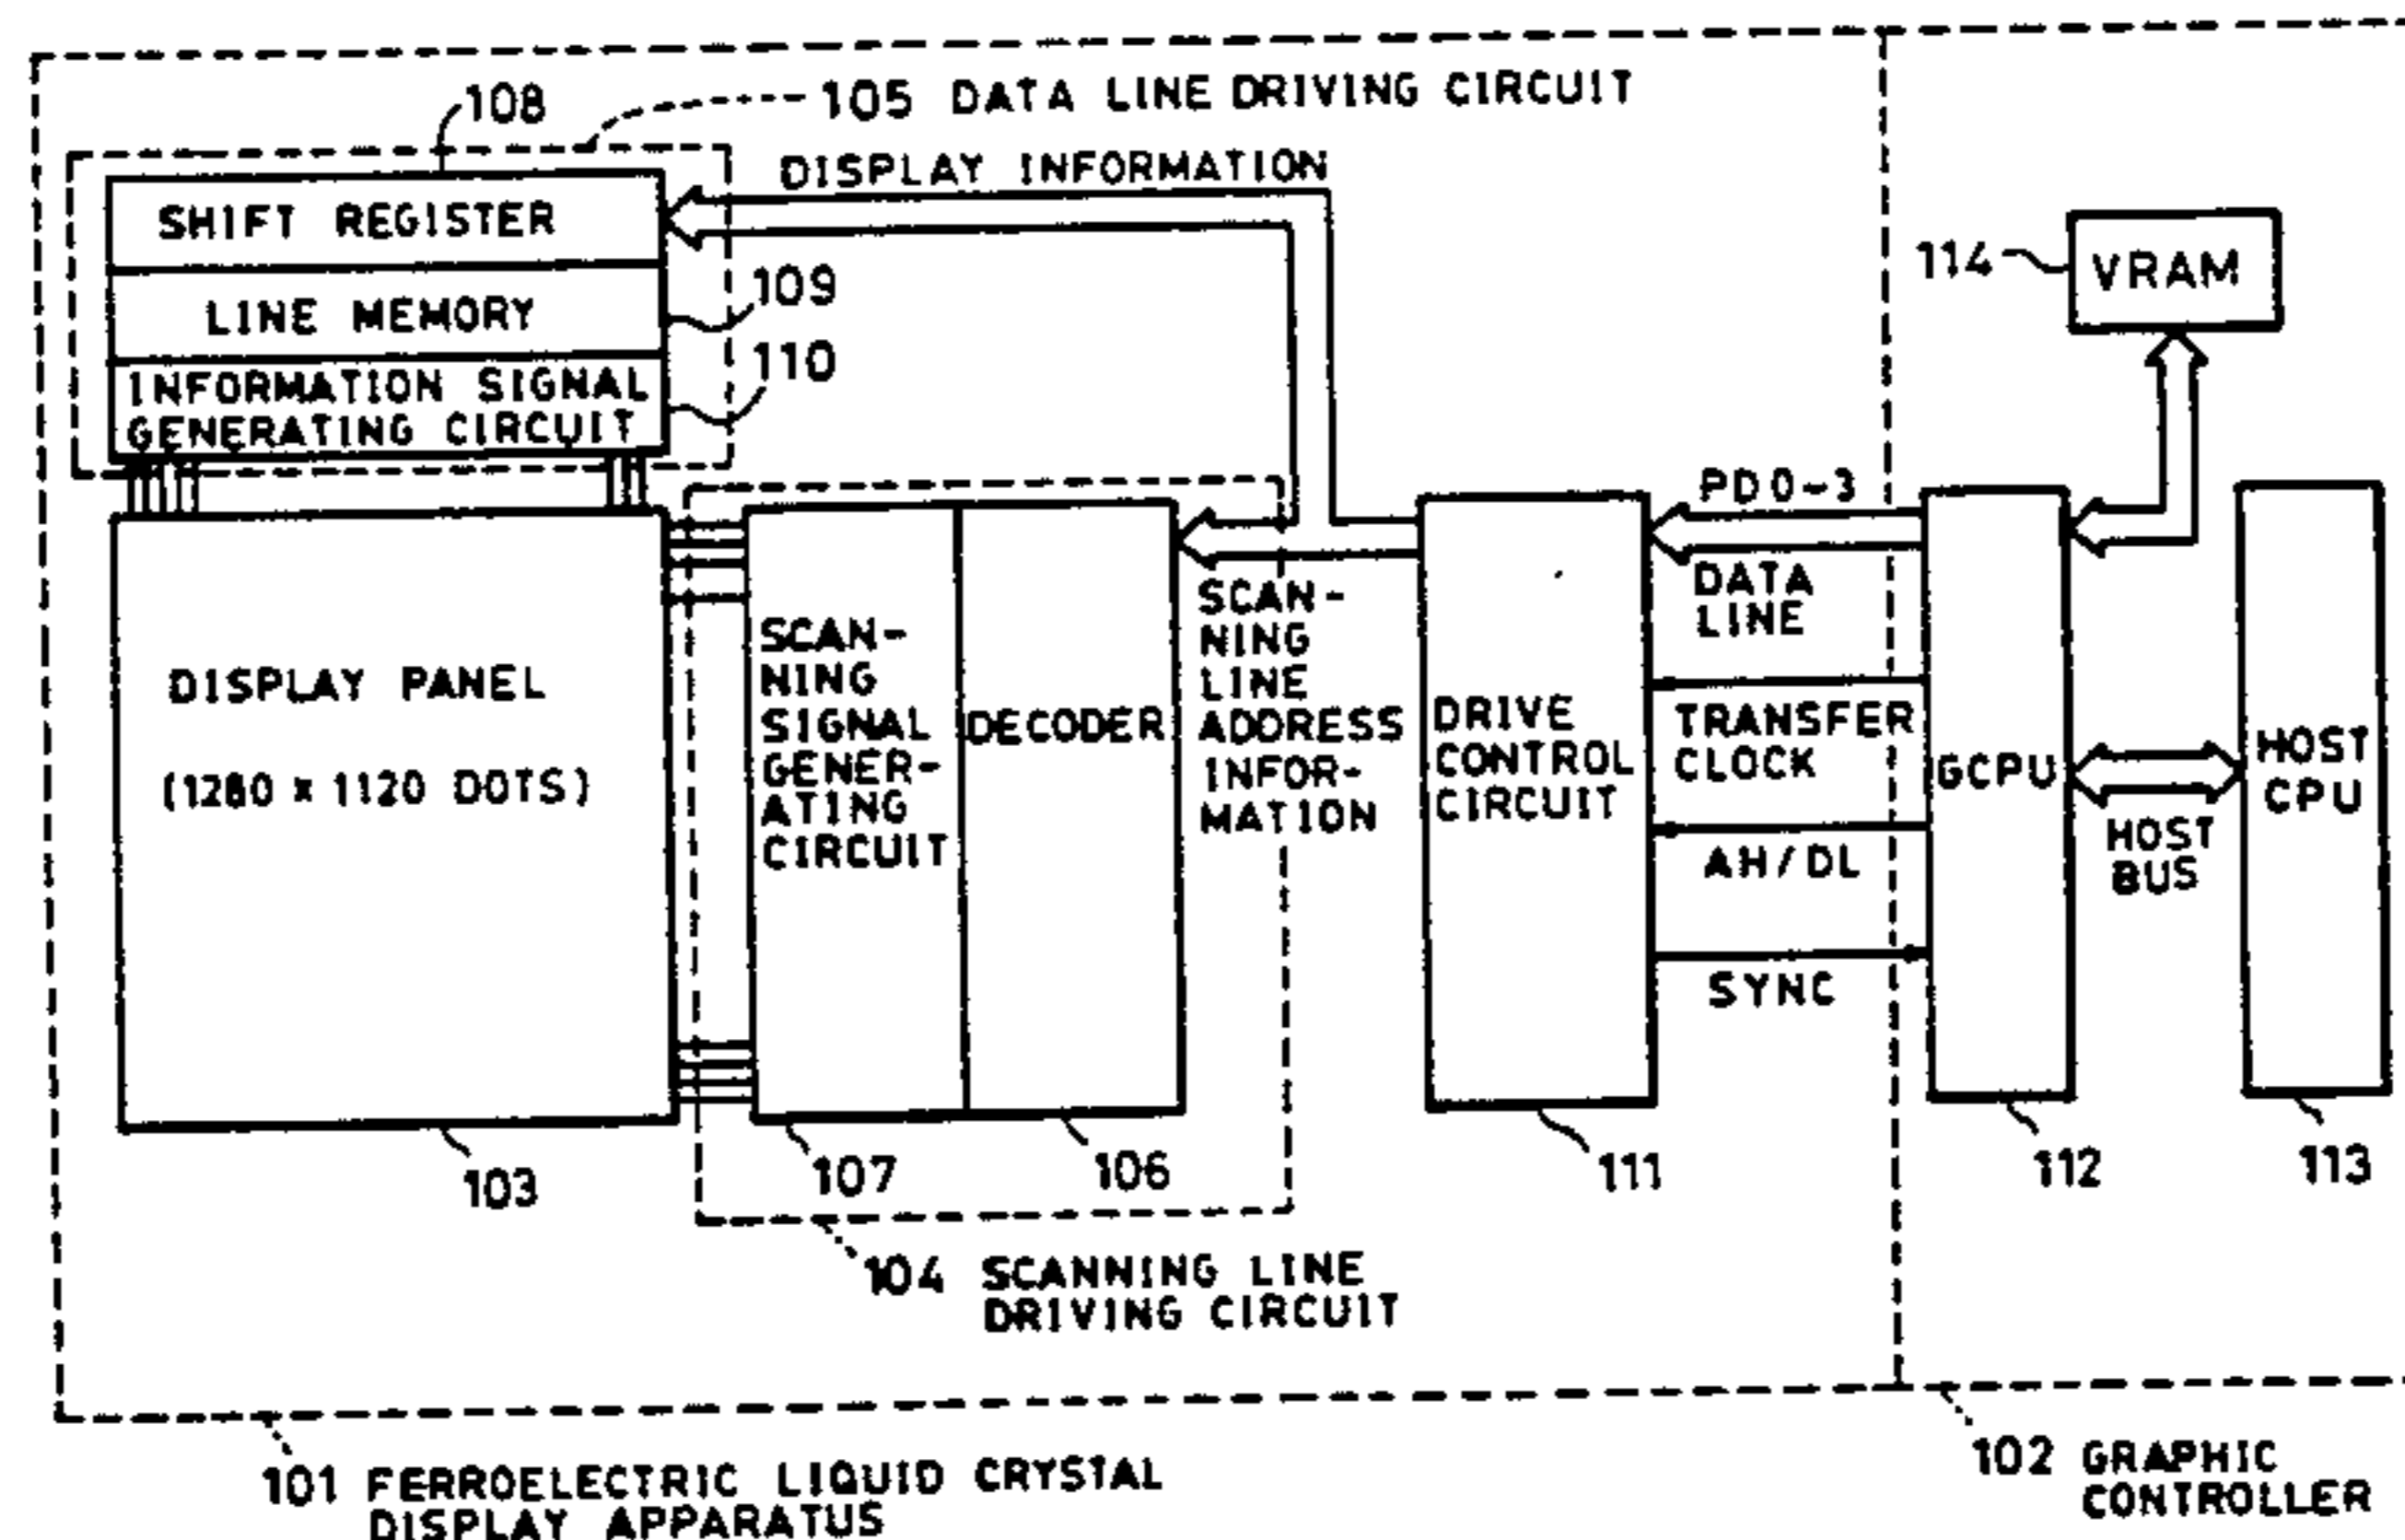 108
105 DATA LINE DRIVING CIRCUIT
DISPLAY INFORMATION
SHIFT REGISTER
114
VRAM
109
LINE MEMORY
110
INFORMATION SIGNAL
GENERATING CIRCUIT
PD0-3
DATA
LINE
SCAN-
NING
LINE
ADDRESS
INFOR-
MATION
SCAN-
NING
SIGNAL
GENER-
ATING
CIRCUIT
DECODER
DISPLAY PANEL
(1280 x 1120 DOTS)
DRIVE
CONTROL
CIRCUIT
TRANSFER
CLOCK
GCPU
HOST
CPU
HOST
BUS
AH/DL
SYNC
103
107
106
111
112
113
104 SCANNING LINE
DRIVING CIRCUIT
101 FERROELECTRIC LIQUID CRYSTAL
DISPLAY APPARATUS
102 GRAPHIC
CONTROLLER